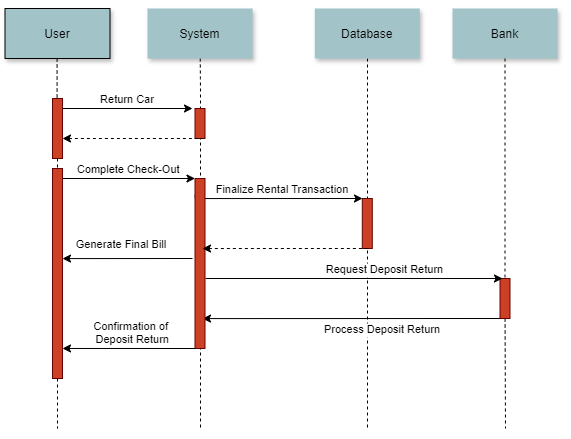 User
System
Database
Bank
Return Car
Complete Check-Out
Finalize Rental Transaction
Generate Final Bill
Request Deposit Return
Process Deposit Return
Confirmation of
Deposit Return